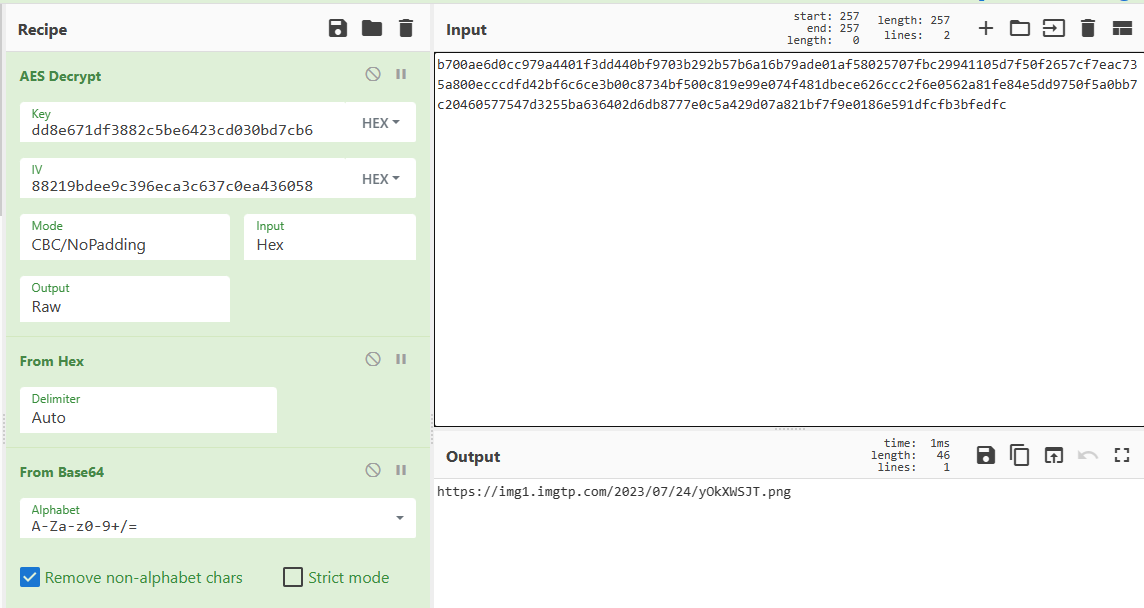 Recipe
AES Decrypt
Key
dd8e671df3882c5be6423cd030bd7cb6
HEX
IV
88219bdee9c396eca3c637c0ea436058
HEX
Mode
CBC/NoPadding
Input
Hex
Output
Raw
From Hex
Delimiter
Auto
From Base64
Alphabet
A-Za-z0-9+/=
Remove non-alphabet chars
Strict mode
Input
start: 257
end: 257
length: 0
length: 257
lines: 2
b700ae6d0cc979a4401f3dd440bf9703b292b57b6a16b79ade01af58025707fbc29941105d7f50f2657cf7eac73
5a800ecccdfd42bf6c6ce3b00c8734bf500c819e99e074f481dbece626ccc2f6e0562a81fe84e5dd9750f5a0bb7
c20460577547d3255ba636402d6db8777e0c5a429d07a821bf7f9e0186e591dfcfb3bfedfc
Output
time: 1ms
length: 46
lines: 1
https://img1.imgtp.com/2023/07/24/yOkXWSJT.png